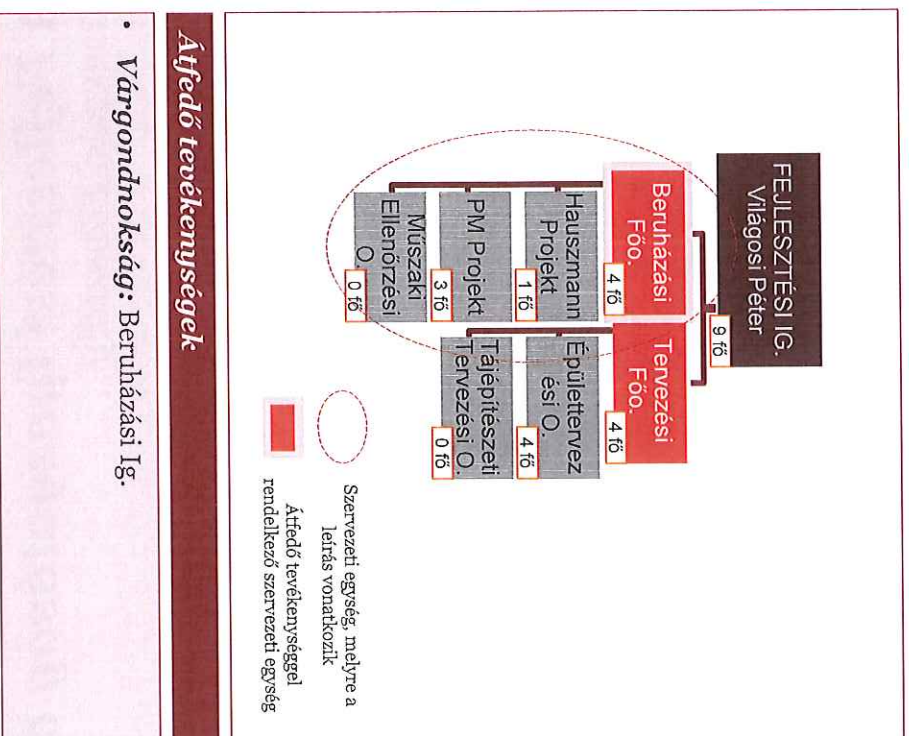 FEJLESZTÉSI IG.
Világosi Péter
9 fő
Beruházási
Főo.
4 fő
Hauszmann
Projekt
1 fő
PM Projekt
3 fő
Műszaki
Ellenőrzési
O.
0 fő
Tervezési
Főo.
4 fő
Épülettervez
ési O.
4 fő
Tájépítészeti
Tervezési O.
0 fő
Szervezeti egység, melyre a
leírás vonatkozik
Átfedő tevékenységgel
rendelkező szervezeti egység
Átfedő tevékenységek
• Várgondnokság: Beruházási Ig.